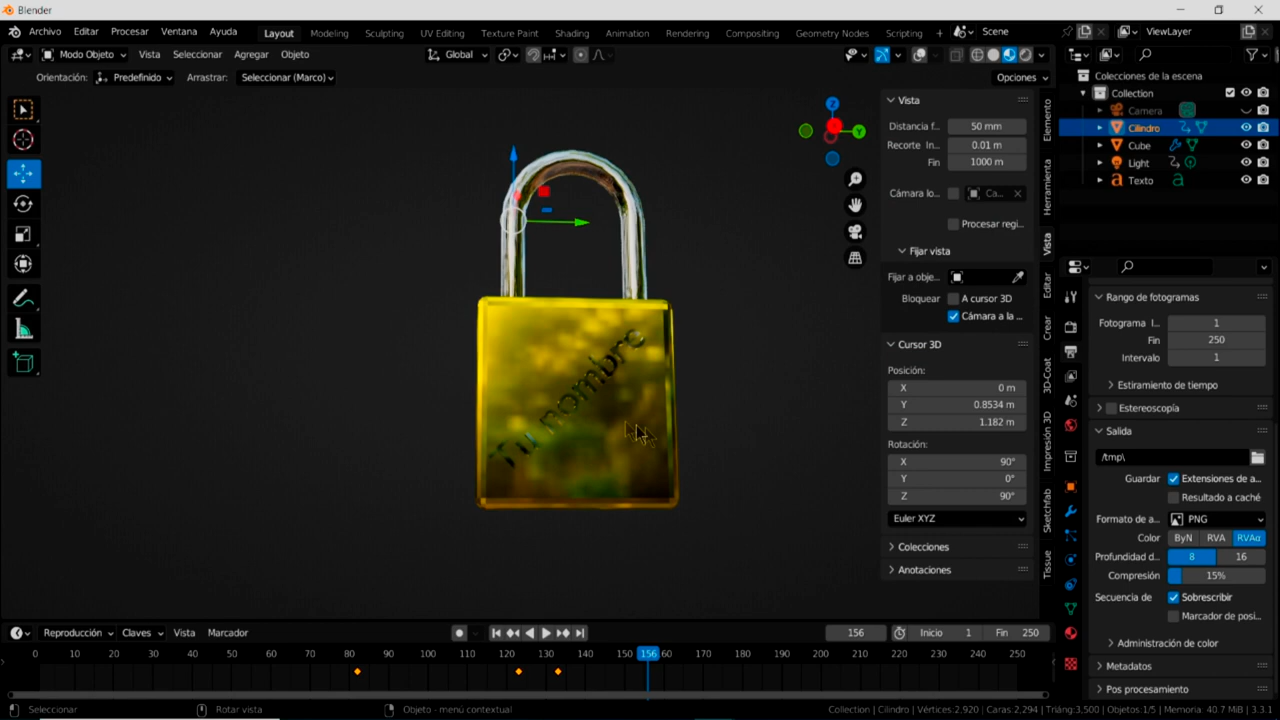 Blender
Archivo Editar Procesar Ventana Ayuda Layout Modeling Sculpting UV Editing Texture Paint Shading Animation Rendering Compositing Geometry Nodes Scripting + Scene ViewLayer
Modo Objeto Vista Seleccionar Agregar Objeto Global
Orientación: Predefinido Arrastrar: Seleccionar (Marco) Opciones
Colecciones de la escena
Collection
Camera
Cilindro
Cube
Light
Texto
Z
X
Y
Vista
Distancia f... 50 mm
Recorte In... 0.01 m
Fin 1000 m
Cámara lo... Ca...
Procesar regi...
Fijar vista
Fijar a obje...
Bloquear A cursor 3D
Cámara a la ...
Cursor 3D
Posición:
X 0 m
Y 0.8534 m
Z 1.182 m
Rotación:
X 90°
Y 0°
Z 90°
Euler XYZ
Colecciones
Anotaciones
Elemento
Herramienta
Vista
Editar
Crear
3D-Coat
Impresión 3D
Sketchfab
Tissue
Rango de fotogramas
Fotograma I... 1
Fin 250
Intervalo 1
Estiramiento de tiempo
Estereoscopía
Salida
/tmp\
Guardar Extensiones de a...
Resultado a caché
Formato de a... PNG
Color ByN RVA RVAα
Profundidad d... 8 16
Compresión 15%
Secuencia de Sobrescribir
Marcador de posi...
Administración de color
Metadatos
Pos procesamiento
Tu nombre
Reproducción Claves Vista Marcador 156 Inicio 1 Fin 250
0 10 20 30 40 50 60 70 80 90 100 110 120 130 140 150 156 60 170 180 190 200 210 220 230 240 250
Seleccionar Rotar vista Objeto - menú contextual Collection | Cilindro | Vértices:2,920 | Caras:2,294 | Triáng:3,500 | Objetos:1/5 | Memoria: 40.7 MiB | 3.3.1